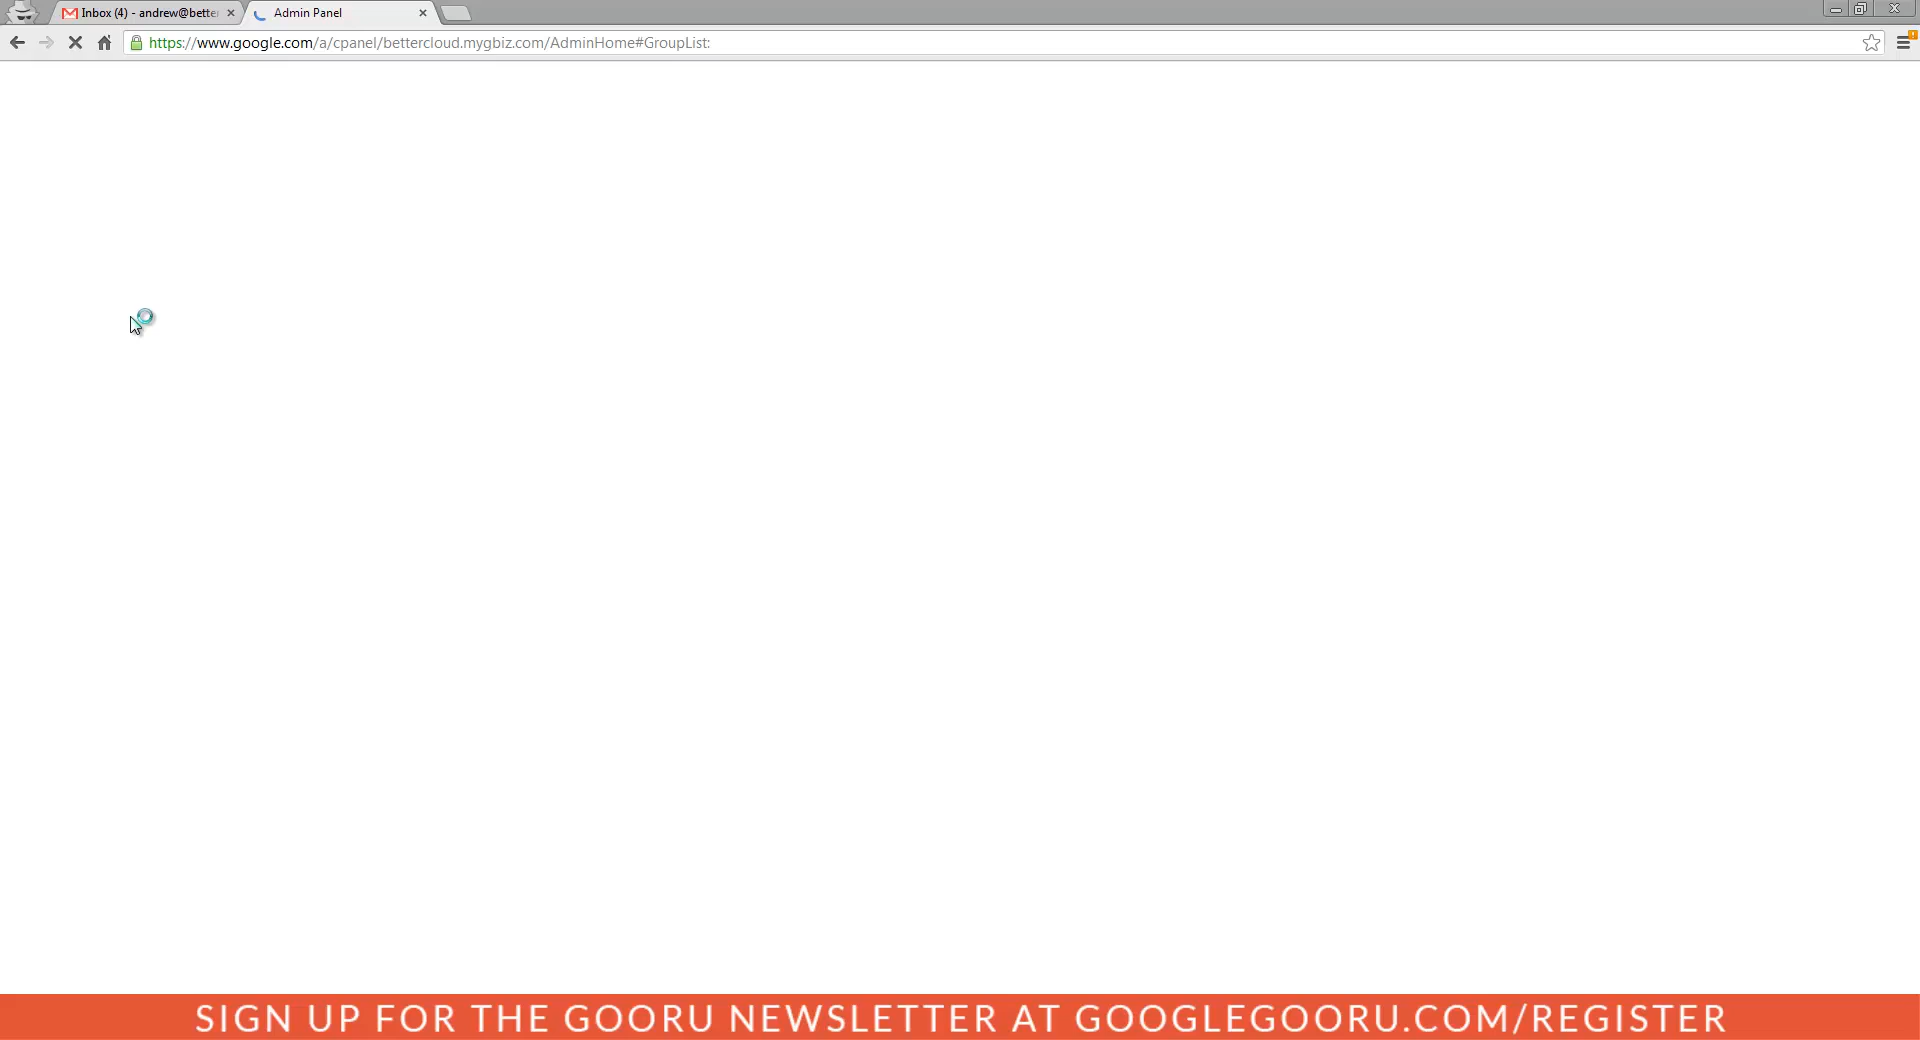 Inbox (4) - andrew@better
Admin Panel
https://www.google.com/a/cpanel/bettercloud.mygbiz.com/AdminHome#GroupList:
SIGN UP FOR THE GOORU NEWSLETTER AT GOOGLEGOORU.COM/REGISTER